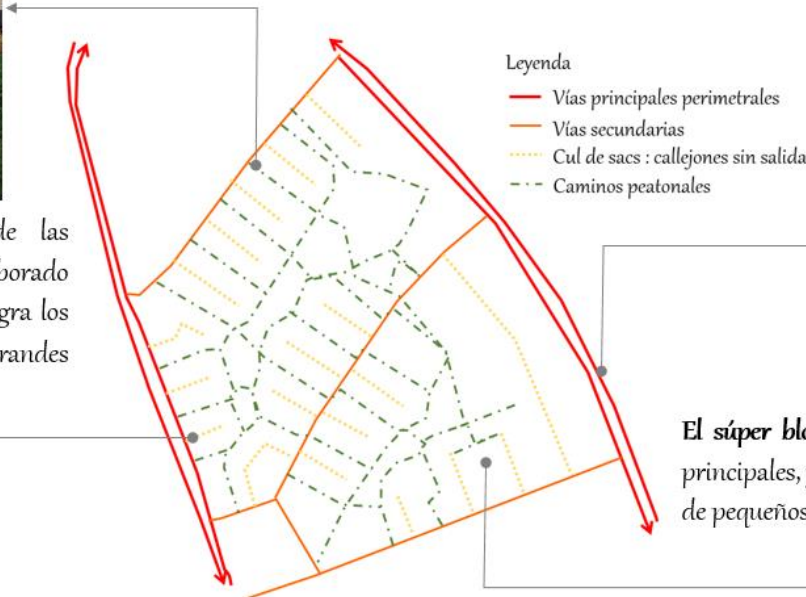 Leyenda
Vías principales perimetrales
Vías secundarias
Cul de sacs : callejones sin salida
Caminos peatonales
de las
borado
gra los
randes
El súper blo
principales,
de pequeños